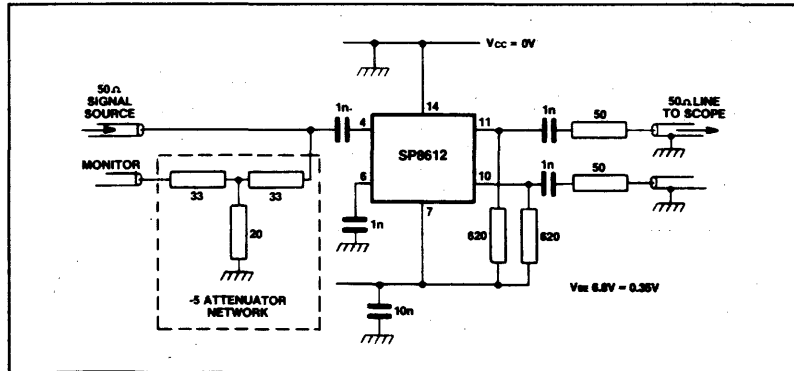 VCC = 0V
50Ω
SIGNAL
SOURCE
1n
4
14
11
1n
50
50Ω LINE
TO SCOPE
SP8612
MONITOR
33
33
6
7
10
1n
50
20
1n
620
620
-5 ATTENUATOR
NETWORK
10n
VEE 6.8V = 0.35V